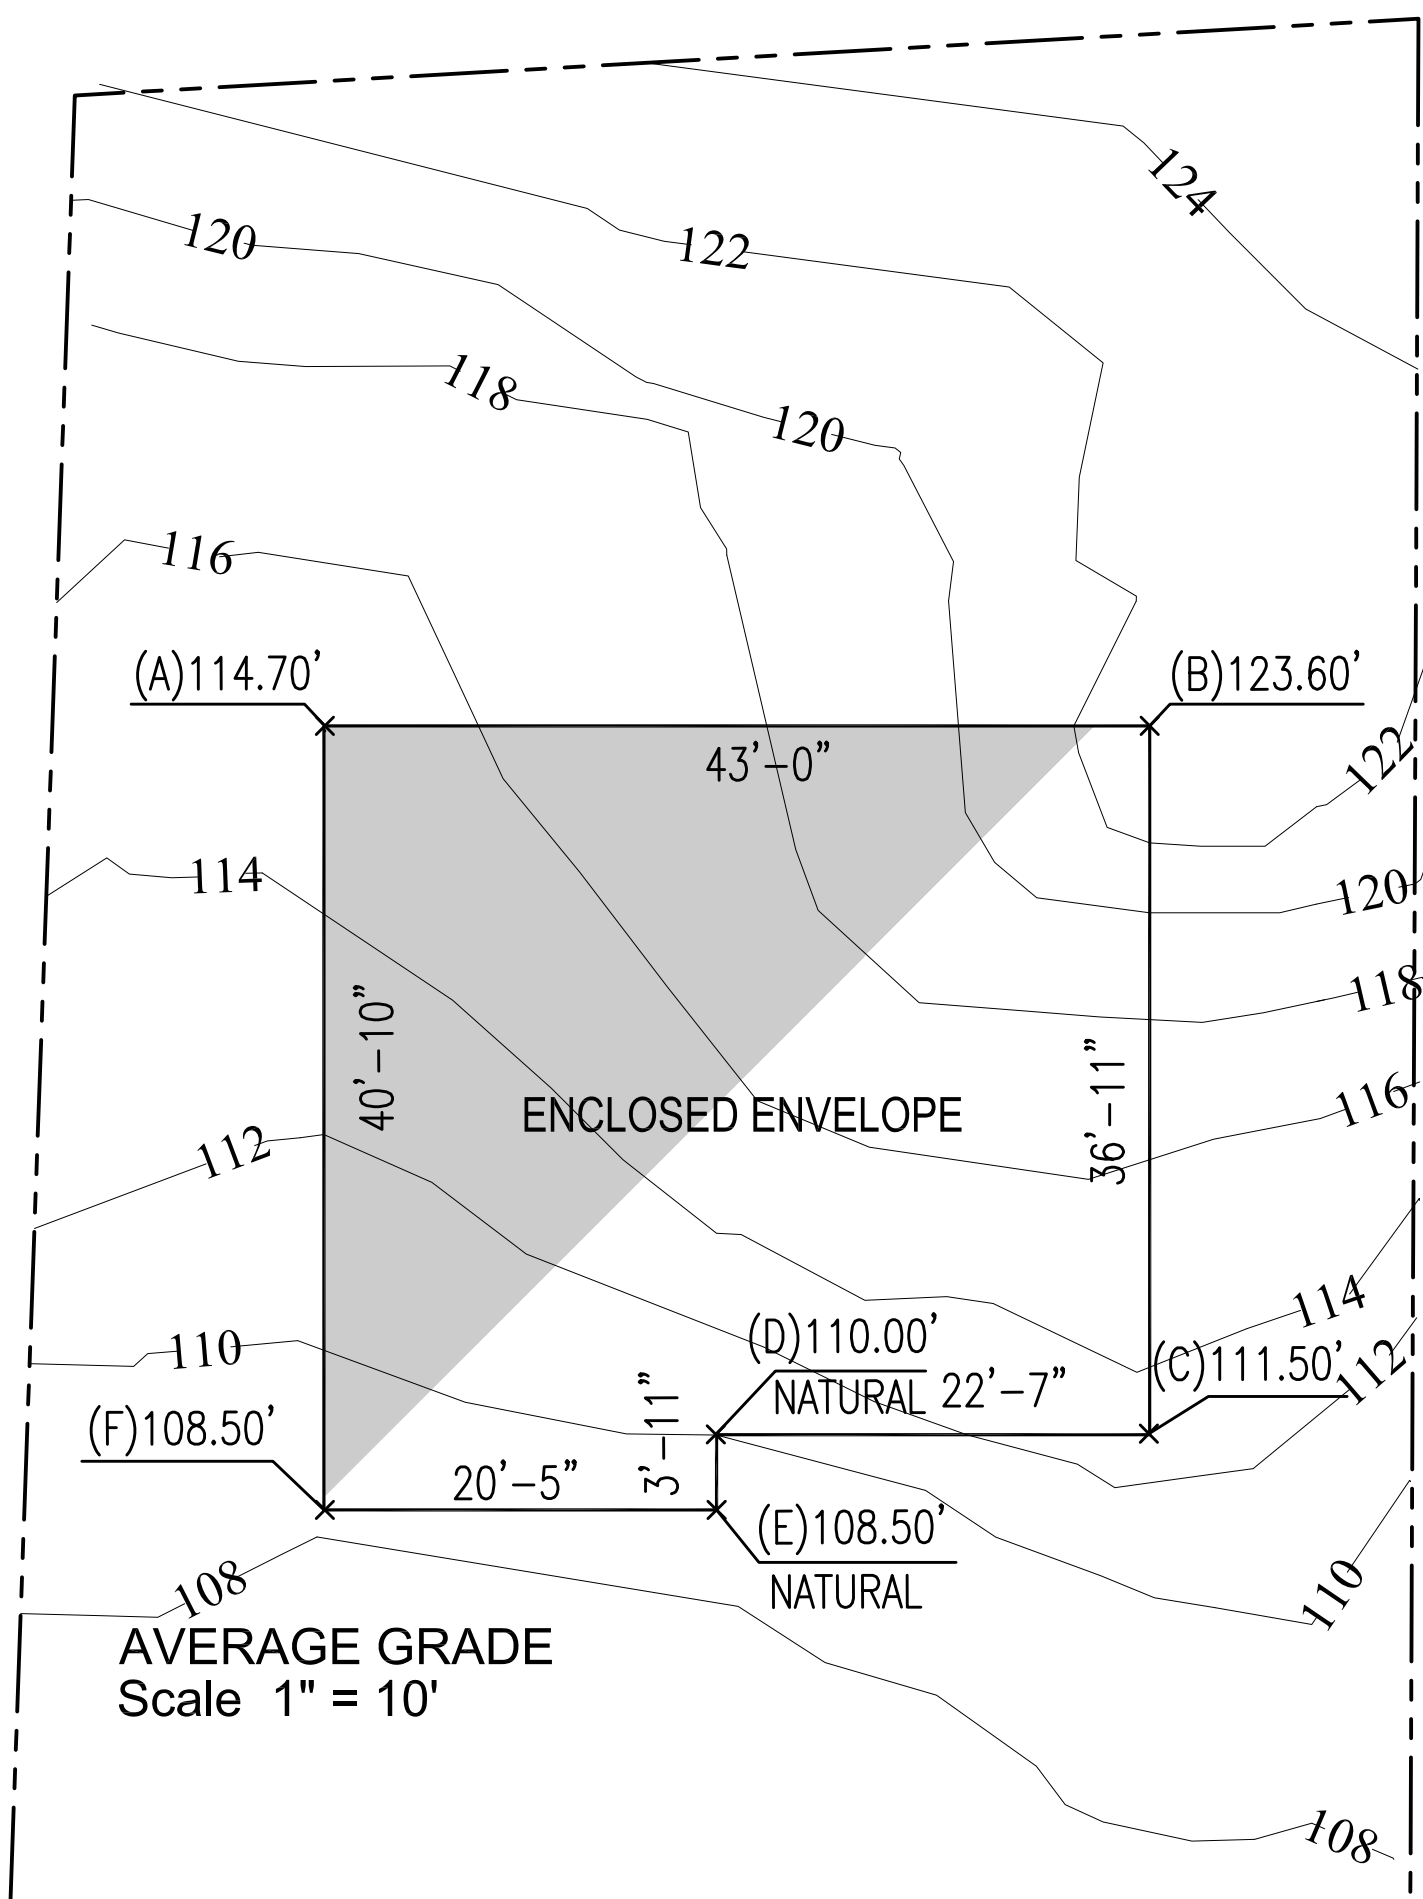 124
120
122
118
120
116
(A)114.70’
(B)123.60’
43’-0”
122
114
120
118
40’-10”
36’-11”
116
ENCLOSED ENVELOPE
112
114
110
(D)110.00’
NATURAL
22’-7”
(C)111.50’
112
(F)108.50’
3’-11”
20’-5”
(E)108.50’
NATURAL
108
110
AVERAGE GRADE
Scale 1" = 10'
108